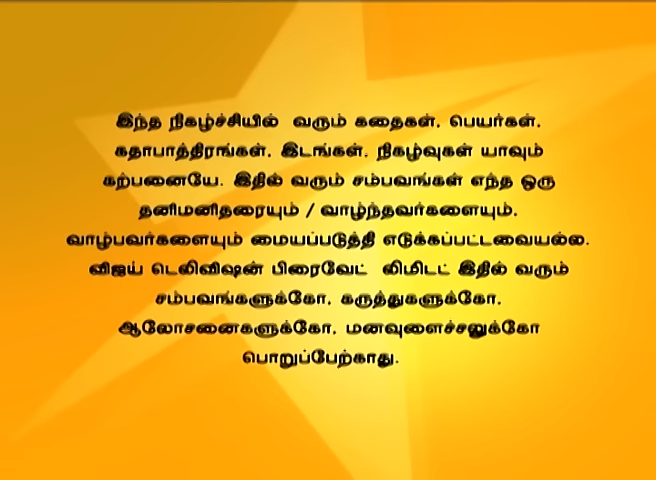 இந்த நிகழ்ச்சியில் வரும் கதைகள், பெயர்கள்,
கதாபாத்திரங்கள், இடங்கள், நிகழ்வுகள் யாவும்
கற்பனையே. இதில் வரும் சம்பவங்கள் எந்த ஒரு
தனிமனிதரையும் / வாழ்ந்தவர்களையும்,
வாழ்பவர்களையும் மையப்படுத்தி எடுக்கப்பட்டவையல்ல.
விஜய் டெலிவிஷன் பிரைவேட் லிமிடட் இதில் வரும்
சம்பவங்களுக்கோ, கருத்துகளுக்கோ,
ஆலோசனைகளுக்கோ, மனவுளைச்சலுக்கோ
பொறுப்பேற்காது.